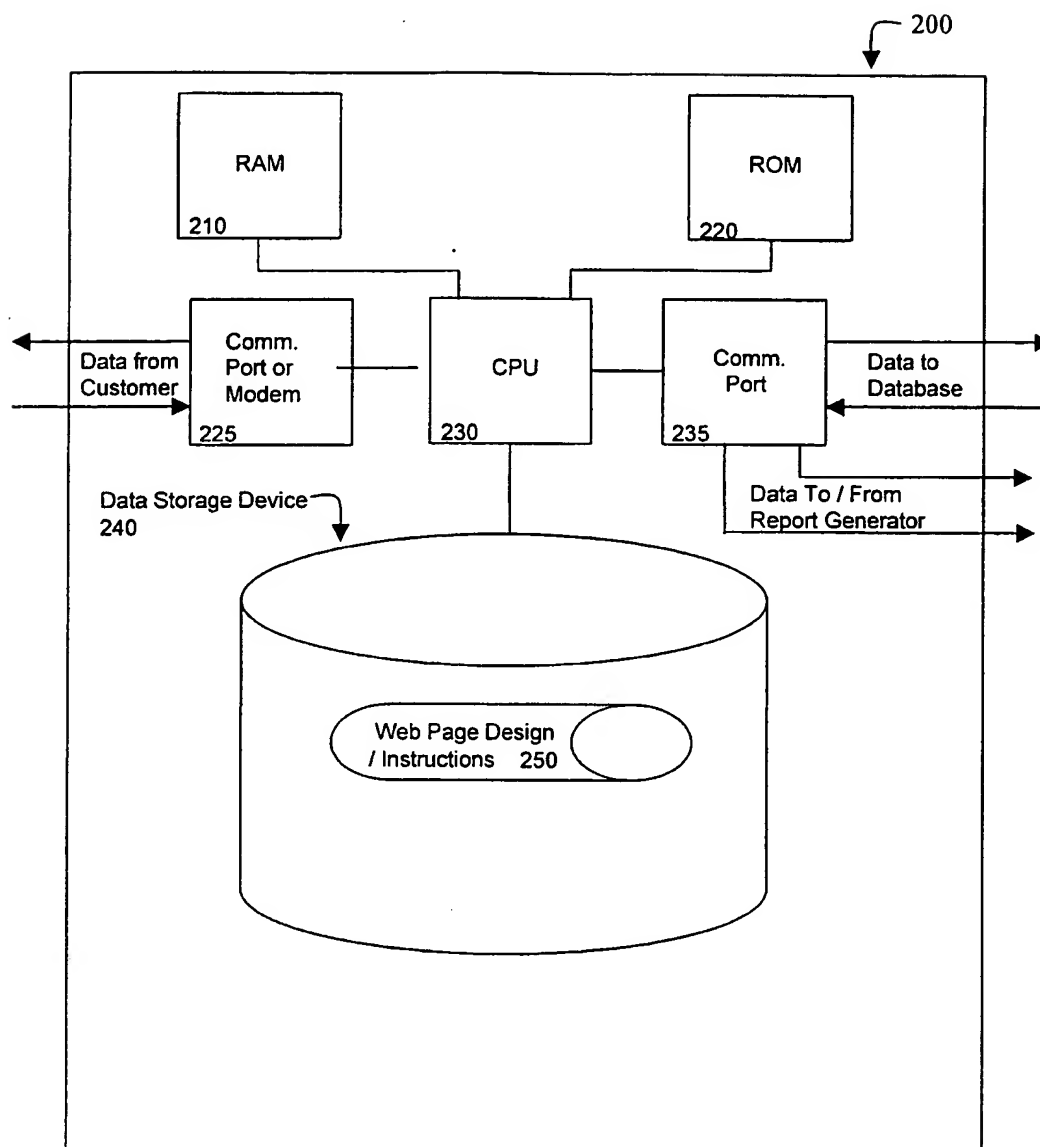 200
RAM
210
ROM
220
Comm.
Port or
Modem
225
CPU
230
Comm.
Port
235
Data from
Customer
Data to
Database
Data To / From
Report Generator
Data Storage Device
240
Web Page Design
/ Instructions 250